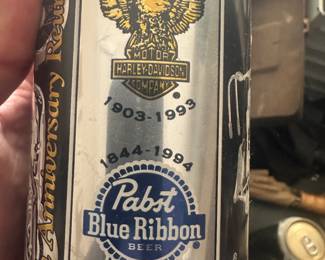 Anniversary
MOTOR
HARLEY-DAVIDSON
COMPANY
®
1903-1993
1844-1994
Pabst
Blue Ribbon
BEER
®